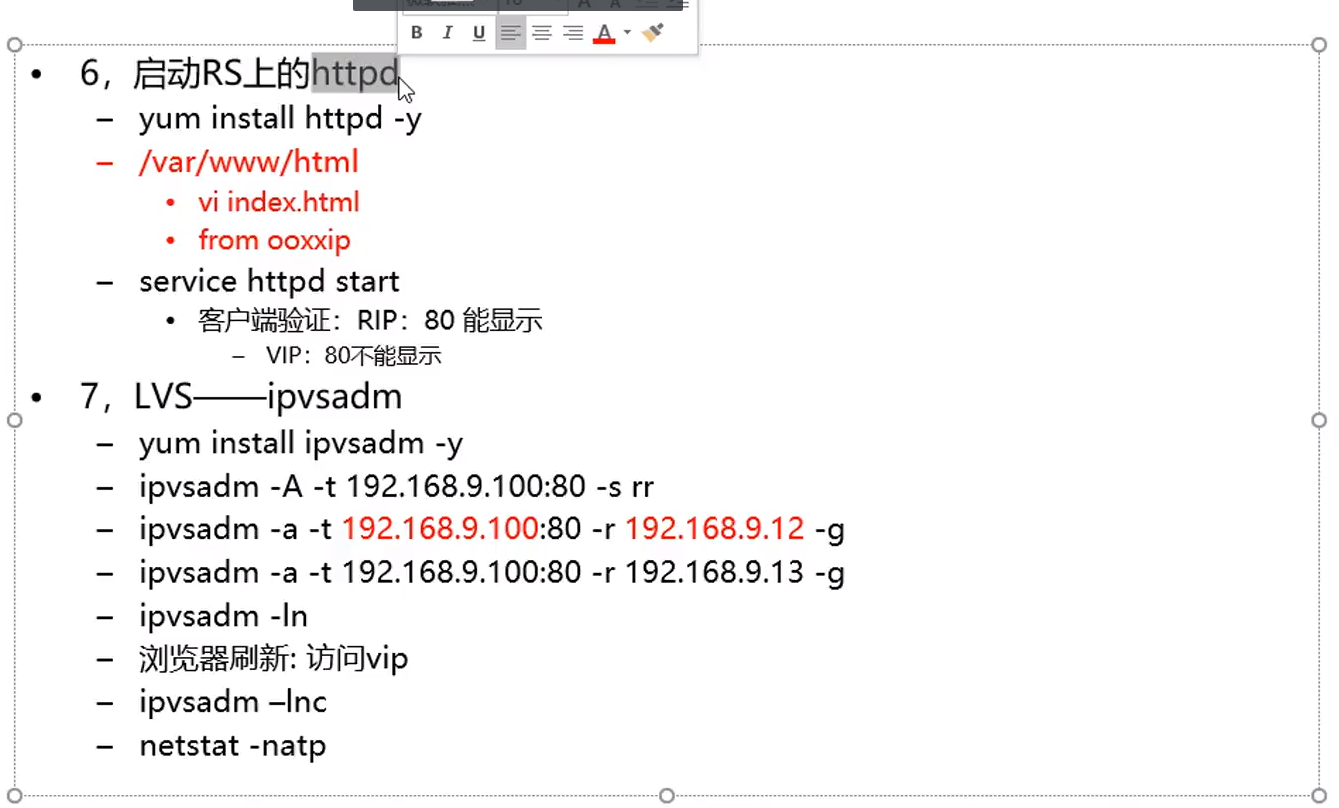 B I U A
6，启动RS上的httpd
– yum install httpd -y
– /var/www/html
• vi index.html
• from ooxxip
– service httpd start
• 客户端验证：RIP：80 能显示
– VIP：80不能显示
7，LVS——ipvsadm
– yum install ipvsadm -y
– ipvsadm -A -t 192.168.9.100:80 -s rr
– ipvsadm -a -t 192.168.9.100:80 -r 192.168.9.12 -g
– ipvsadm -a -t 192.168.9.100:80 -r 192.168.9.13 -g
– ipvsadm -ln
– 浏览器刷新: 访问vip
– ipvsadm –lnc
– netstat -natp